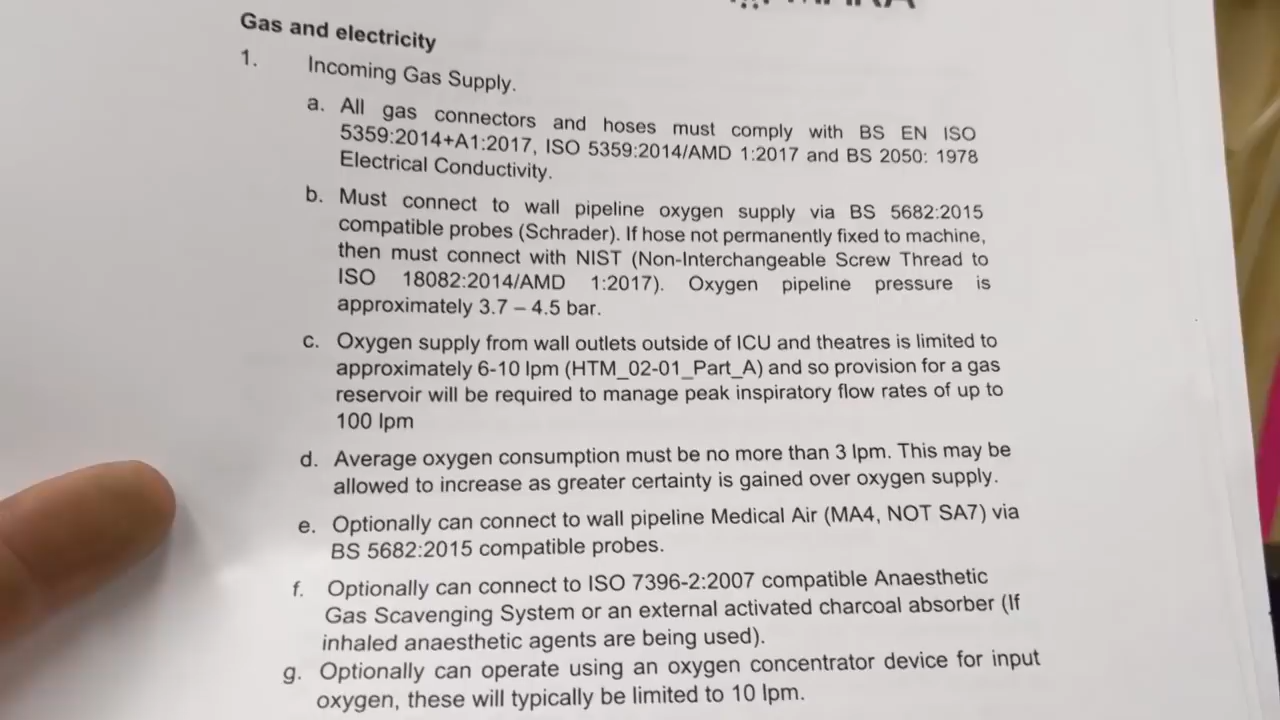 Gas and electricity
1. Incoming Gas Supply.
a. All gas connectors and hoses must comply with BS EN ISO
5359:2014+A1:2017, ISO 5359:2014/AMD 1:2017 and BS 2050: 1978
Electrical Conductivity.
b. Must connect to wall pipeline oxygen supply via BS 5682:2015
compatible probes (Schrader). If hose not permanently fixed to machine,
then must connect with NIST (Non-Interchangeable Screw Thread to
ISO 18082:2014/AMD 1:2017). Oxygen pipeline pressure is
approximately 3.7 – 4.5 bar.
c. Oxygen supply from wall outlets outside of ICU and theatres is limited to
approximately 6-10 lpm (HTM_02-01_Part_A) and so provision for a gas
reservoir will be required to manage peak inspiratory flow rates of up to
100 lpm
d. Average oxygen consumption must be no more than 3 lpm. This may be
allowed to increase as greater certainty is gained over oxygen supply.
e. Optionally can connect to wall pipeline Medical Air (MA4, NOT SA7) via
BS 5682:2015 compatible probes.
f. Optionally can connect to ISO 7396-2:2007 compatible Anaesthetic
Gas Scavenging System or an external activated charcoal absorber (If
inhaled anaesthetic agents are being used).
g. Optionally can operate using an oxygen concentrator device for input
oxygen, these will typically be limited to 10 lpm.